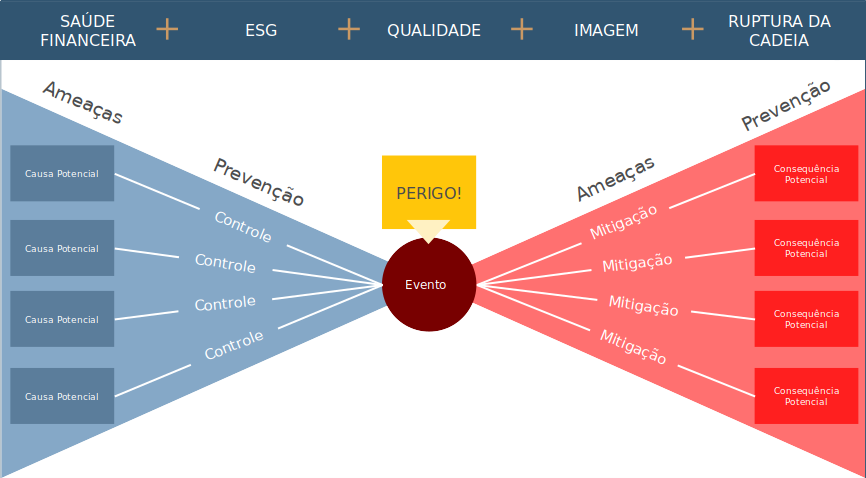 SAÚDE
FINANCEIRA
ESG
QUALIDADE
IMAGEM
RUPTURA DA
CADEIA
Ameaças
Prevenção
PERIGO!
Ameaças
Prevenção
Causa Potencial
Causa Potencial
Causa Potencial
Causa Potencial
Controle
Controle
Controle
Controle
Evento
Mitigação
Mitigação
Mitigação
Mitigação
Consequência
Potencial
Consequência
Potencial
Consequência
Potencial
Consequência
Potencial